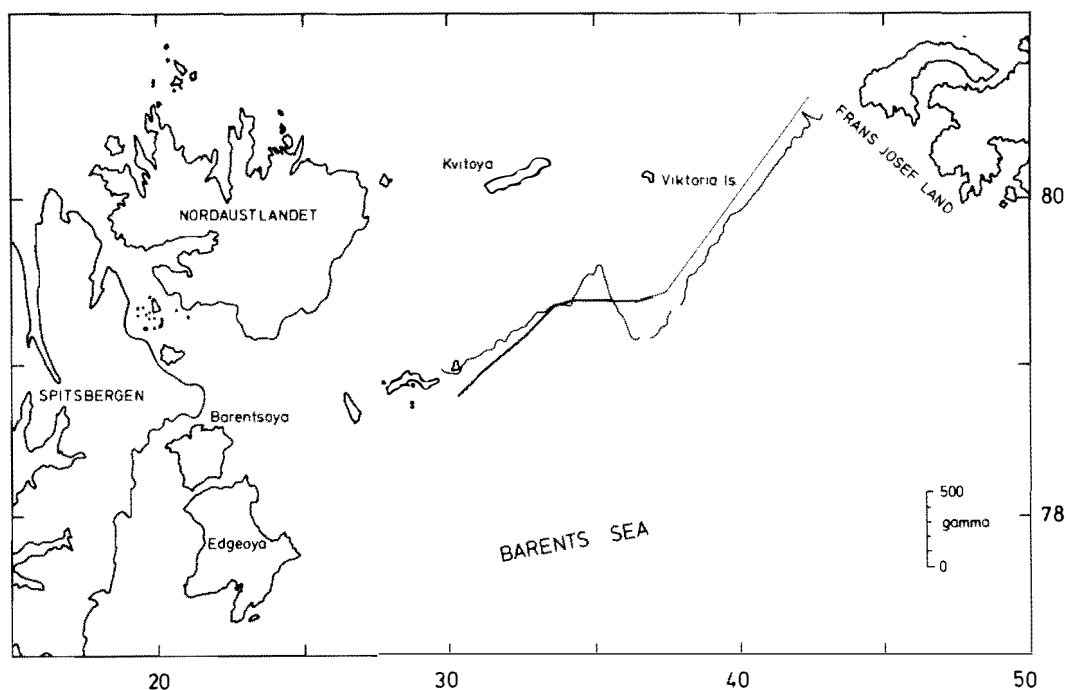 Kvitoya
Viktoria Is.
FRANS JOSEF LAND
80
NORDAUSTLANDET
SPITSBERGEN
Barentsoya
500
gamma
0
78
Edgeoya
BARENTS SEA
20
30
40
50